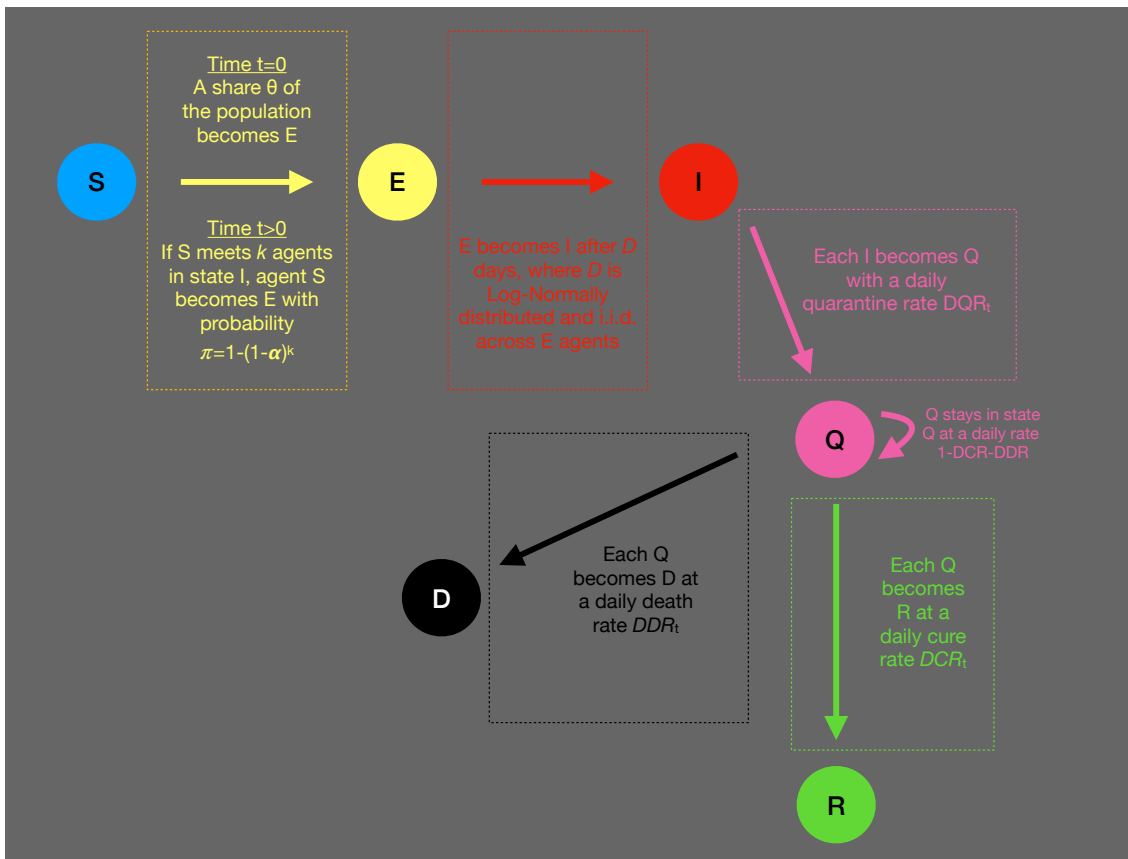 Time t=0
A share θ of
the population
becomes E
S
E
I
Time t>0
If S meets k agents
in state I, agent S
becomes E with
probability
π=1-(1-α)ᵏ
E becomes I after D
days, where D is
Log-Normally
distributed and i.i.d.
across E agents
Each I becomes Q
with a daily
quarantine rate DQRₜ
Q
Q stays in state
Q at a daily rate
1-DCR-DDR
D
Each Q
becomes D at
a daily death
rate DDRₜ
Each Q
becomes
R at a
daily cure
rate DCRₜ
R